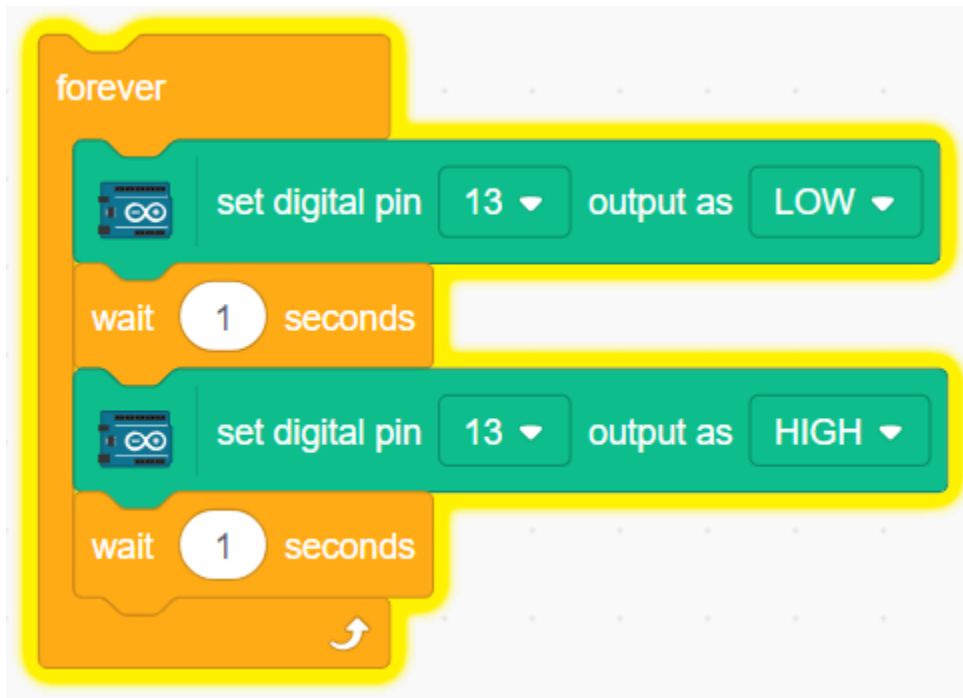 forever
set digital pin 13 output as LOW
wait 1 seconds
set digital pin 13 output as HIGH
wait 1 seconds